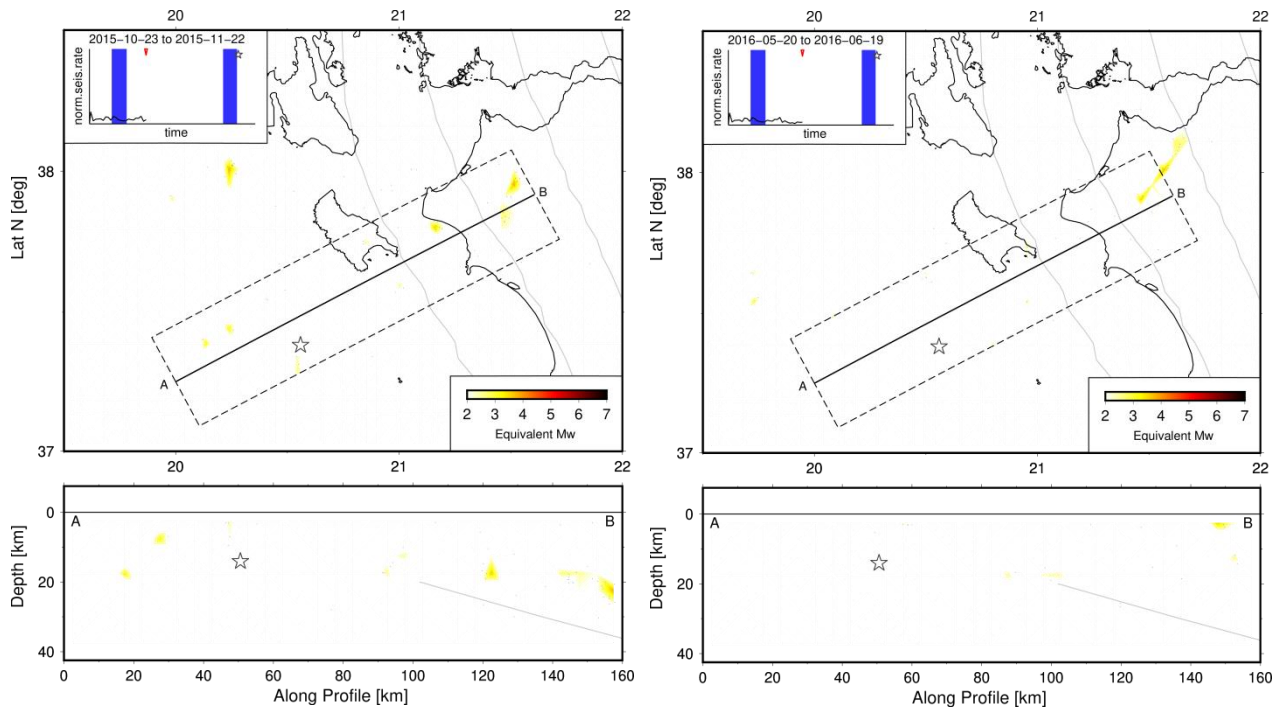 20 21 22
2015-10-23 to 2015-11-22
norm.seis.rate
time
38
Lat N [deg]
B
A
2 3 4 5 6 7
Equivalent Mw
37
20 21 22
0
A B
20
Depth [km]
40
0 20 40 60 80 100 120 140 160
Along Profile [km]
20 21 22
2016-05-20 to 2016-06-19
norm.seis.rate
time
38
Lat N [deg]
B
A
2 3 4 5 6 7
Equivalent Mw
37
20 21 22
0
A B
20
Depth [km]
40
0 20 40 60 80 100 120 140 160
Along Profile [km]